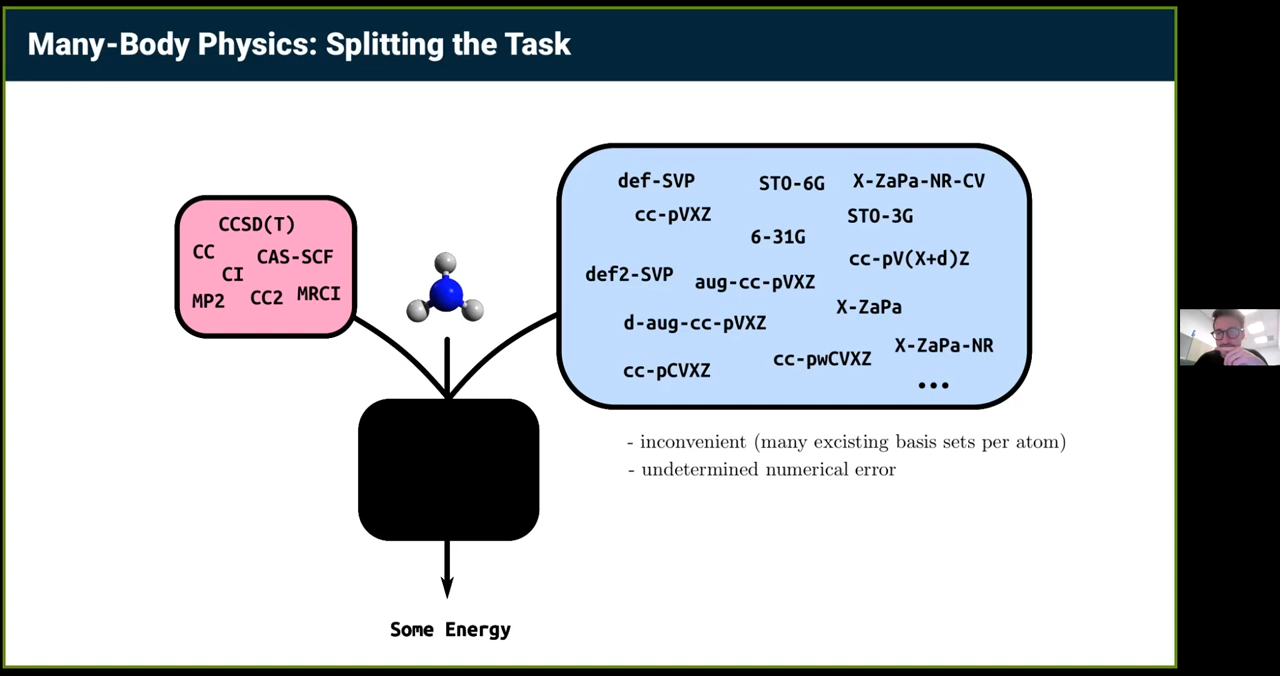 Many-Body Physics: Splitting the Task
CCSD(T)
CC
CAS-SCF
CI
MP2
CC2
MRCI
def-SVP
STO-6G
X-ZaPa-NR-CV
cc-pVXZ
STO-3G
6-31G
cc-pV(X+d)Z
def2-SVP
aug-cc-pVXZ
X-ZaPa
d-aug-cc-pVXZ
X-ZaPa-NR
cc-pwCVXZ
cc-pCVXZ
...
- inconvenient (many excisting basis sets per atom)
- undetermined numerical error
Some Energy